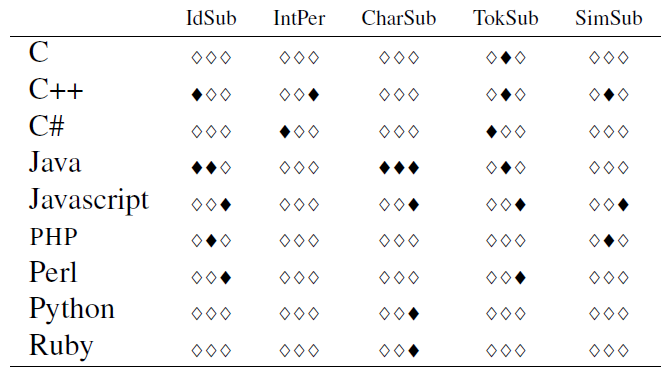 IdSub IntPer CharSub TokSub SimSub
C ◇◇◇ ◇◇◇ ◇◇◇ ◇◆◇ ◇◇◇
C++ ◆◇◇ ◇◇◆ ◇◇◇ ◇◆◇ ◇◆◇
C# ◇◇◇ ◆◇◇ ◇◇◇ ◆◇◇ ◇◇◇
Java ◆◆◇ ◇◇◇ ◆◆◆ ◇◆◇ ◇◇◇
Javascript ◇◇◆ ◇◇◇ ◇◇◆ ◇◇◆ ◇◇◆
PHP ◇◆◇ ◇◇◇ ◇◇◇ ◇◇◇ ◇◆◇
Perl ◇◇◆ ◇◇◇ ◇◇◇ ◇◇◆ ◇◇◇
Python ◇◇◇ ◇◇◇ ◇◇◆ ◇◇◇ ◇◇◇
Ruby ◇◇◇ ◇◇◇ ◇◇◆ ◇◇◇ ◇◇◇